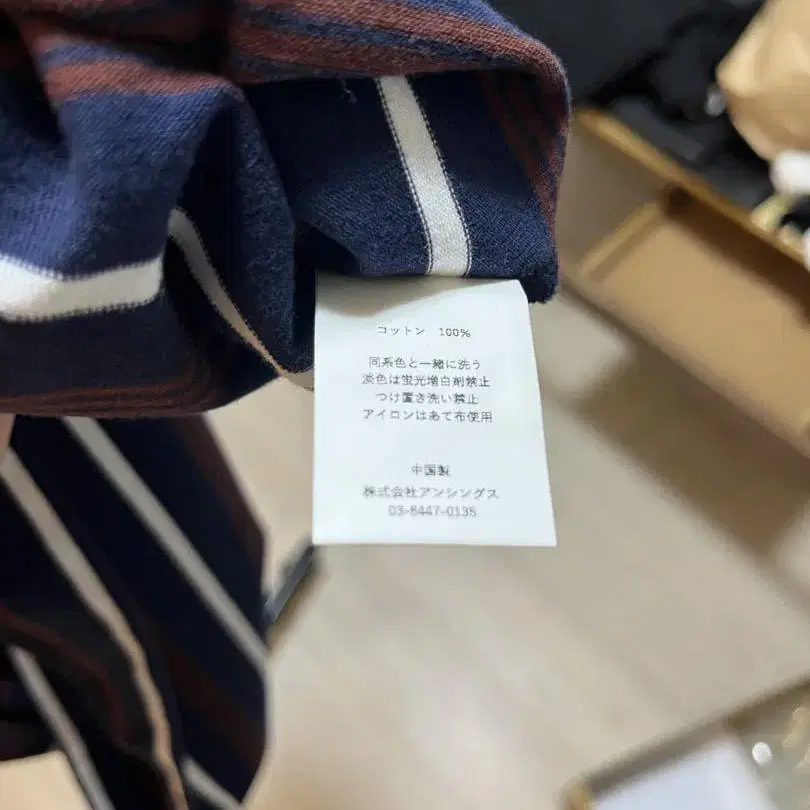 コットン 100%
同系色と一緒に洗う
淡色は蛍光増白剤禁止
つけ置き洗い禁止
アイロンはあて布使用
中国製
株式会社アンシングス
03-6447-0135